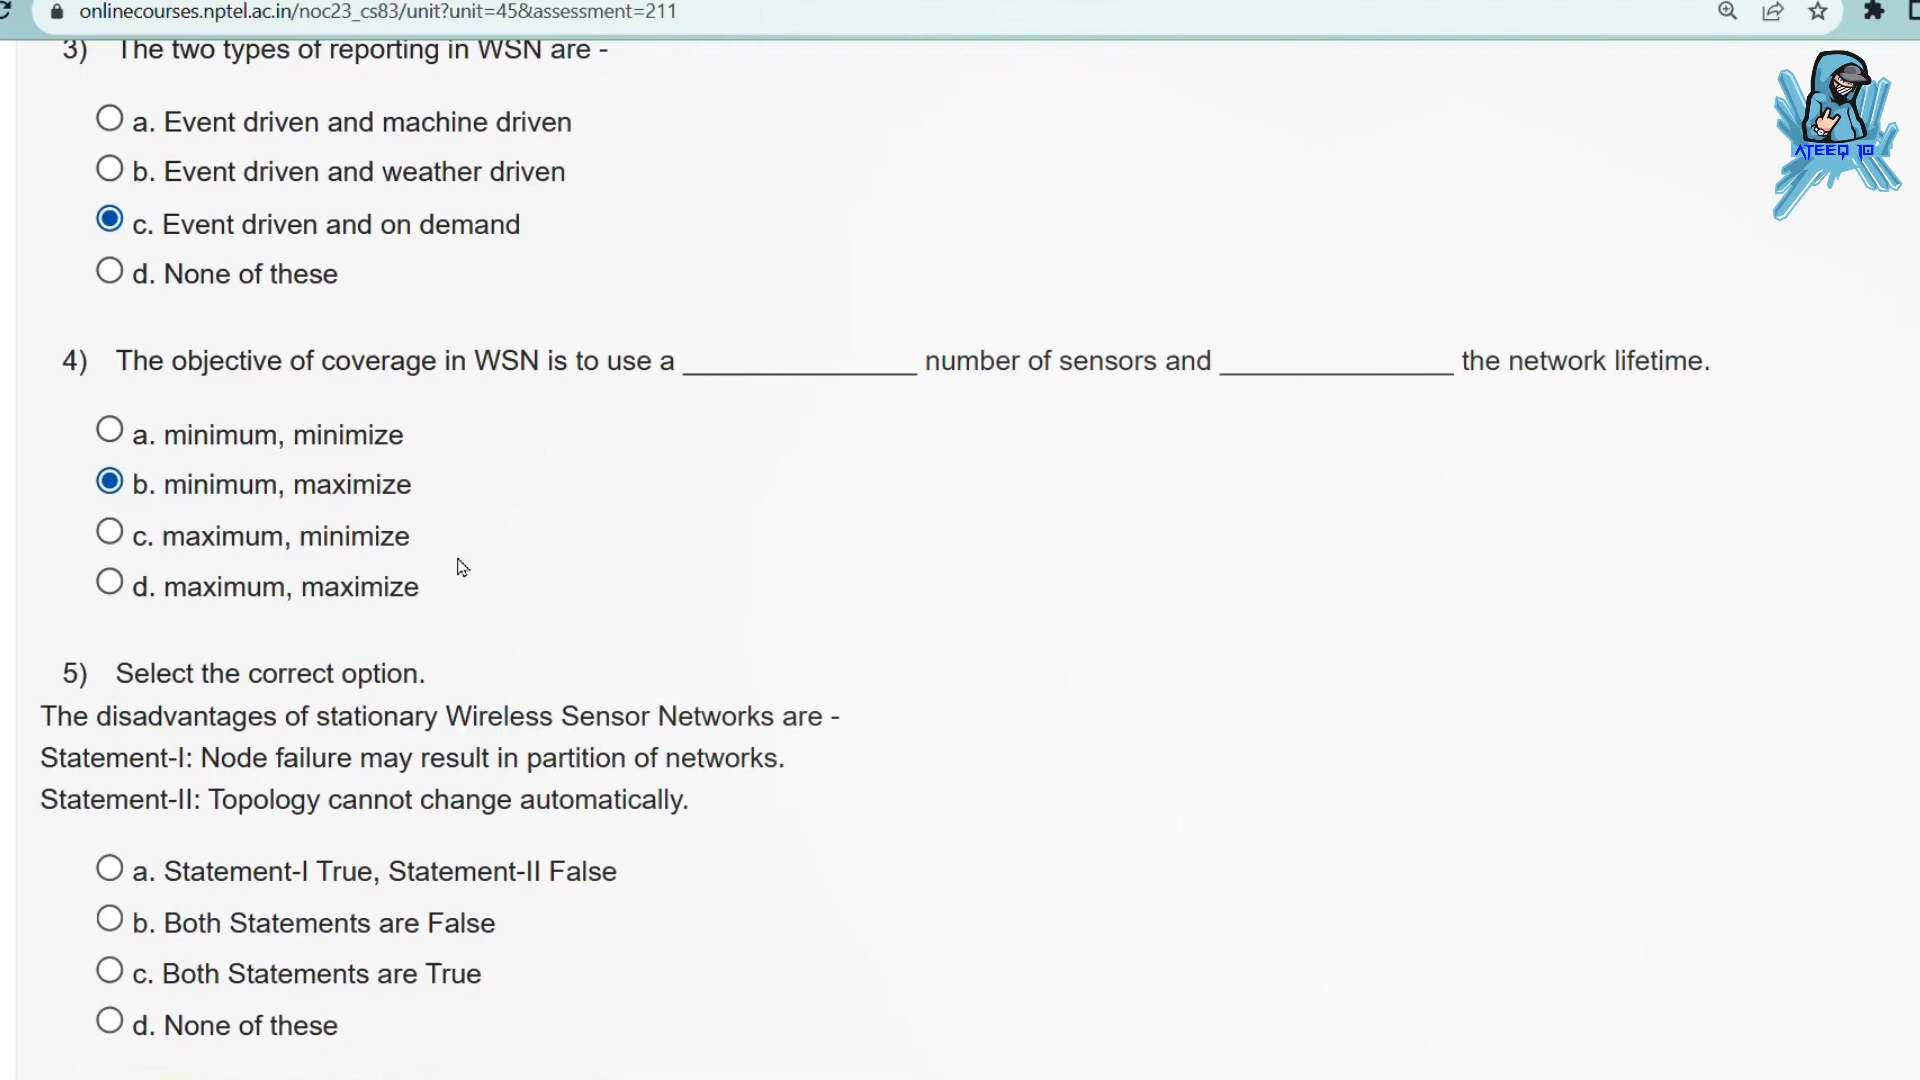 onlinecourses.nptel.ac.in/noc23_cs83/unit?unit=45&assessment=211
3) The two types of reporting in WSN are -
a. Event driven and machine driven
b. Event driven and weather driven
c. Event driven and on demand
d. None of these
4) The objective of coverage in WSN is to use a _______________ number of sensors and _______________ the network lifetime.
a. minimum, minimize
b. minimum, maximize
c. maximum, minimize
d. maximum, maximize
5) Select the correct option.
The disadvantages of stationary Wireless Sensor Networks are -
Statement-I: Node failure may result in partition of networks.
Statement-II: Topology cannot change automatically.
a. Statement-I True, Statement-II False
b. Both Statements are False
c. Both Statements are True
d. None of these
ATEEQ 10